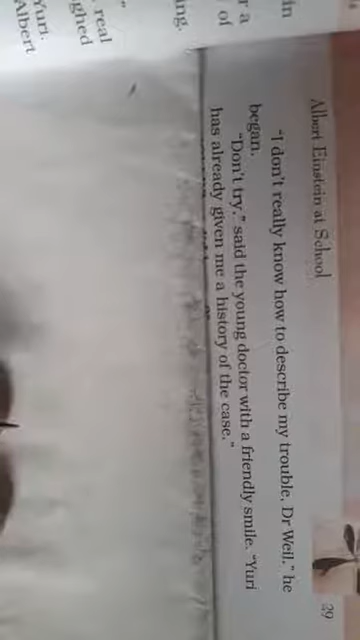 Albert Einstein at School
29
"I don't really know how to describe my trouble, Dr Weil," he
began.
"Don't try," said the young doctor with a friendly smile. "Yuri
has already given me a history of the case."
in
r a
of
ing.
"
real
ghed
Yuri.
Albert